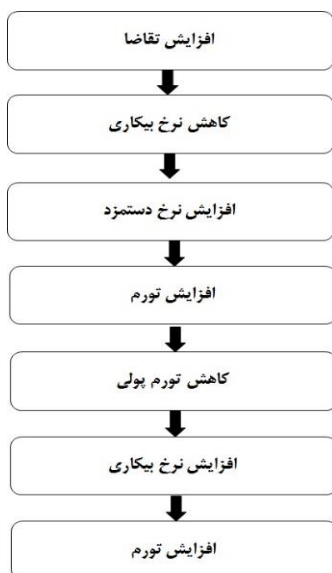 افزایش تقاضا
کاهش نرخ بیکاری
افزایش نرخ دستمزد
افزایش تورم
کاهش تورم پولی
افزایش نرخ بیکاری
افزایش تورم